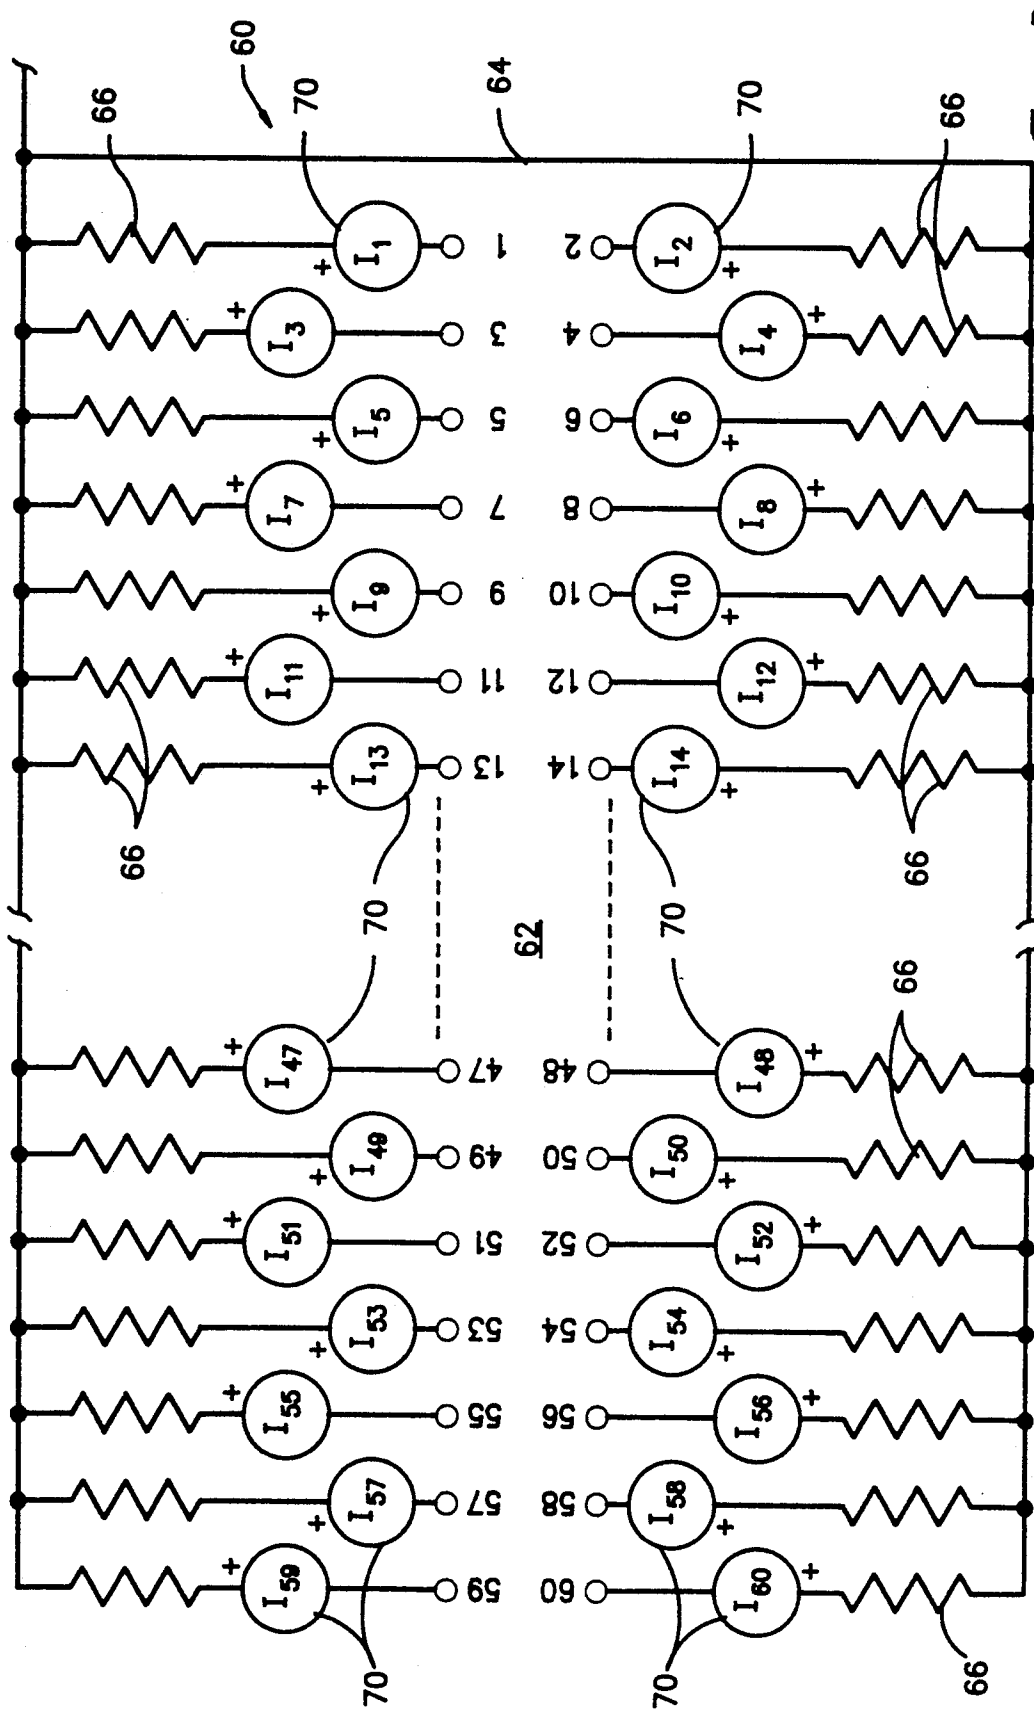 66 70 70
+ I60 60 59 I59 +
+ I58 58 57 I57 +
+ I56 56 55 I55 +
+ I54 54 53 I53 +
+ I52 52 51 I51 +
+ I50 50 49 I49 +
+ I48 48 47 I47 +
66 70 62 70
66 66
+ I14 14 13 I13 +
+ I12 12 11 I11 +
+ I10 10 9 I9 +
+ I8 8 7 I7 +
+ I6 6 5 I5 +
+ I4 4 3 I3 +
+ I2 2 1 I1 +
66 70 64 70 66
60